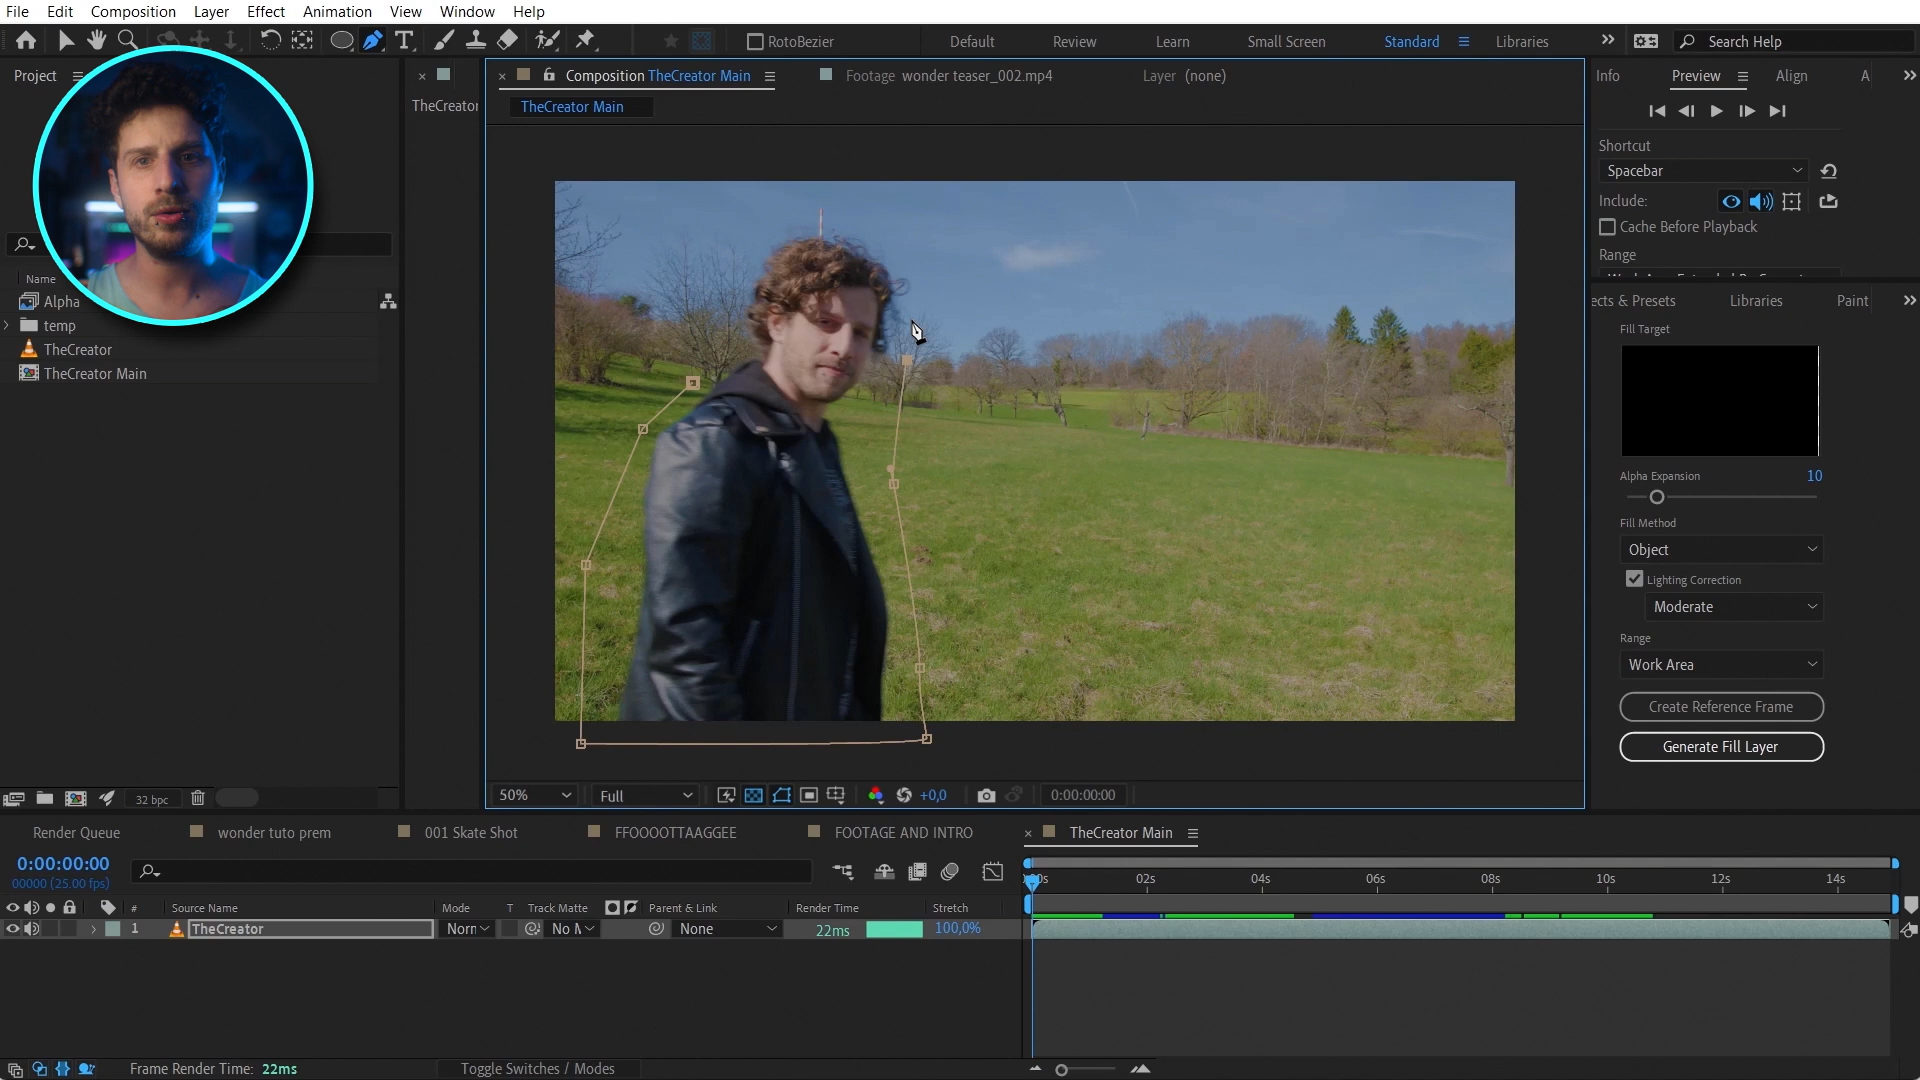 File Edit Composition Layer Effect Animation View Window Help
RotoBezier Default Review Learn Small Screen Standard Libraries Search Help
Project
TheCreator
Composition TheCreator Main Footage wonder teaser_002.mp4 Layer (none)
TheCreator Main
Info Preview Align A
Shortcut
Spacebar
Include:
Cache Before Playback
Range
Name
Alpha
temp
TheCreator
TheCreator Main
ects & Presets Libraries Paint
Fill Target
Alpha Expansion 10
Fill Method
Object
Lighting Correction
Moderate
Range
Work Area
Create Reference Frame
Generate Fill Layer
32 bpc
50% Full +0,0 0:00:00:00
Render Queue wonder tuto prem 001 Skate Shot FFOOOOTTAAGGEE FOOTAGE AND INTRO TheCreator Main
0:00:00:00
00000 (25.00 fps)
02s 04s 06s 08s 10s 12s 14s
# Source Name Mode T Track Matte Parent & Link Render Time Stretch
1 TheCreator Norn No M None 22ms 100,0%
Frame Render Time: 22ms Toggle Switches / Modes